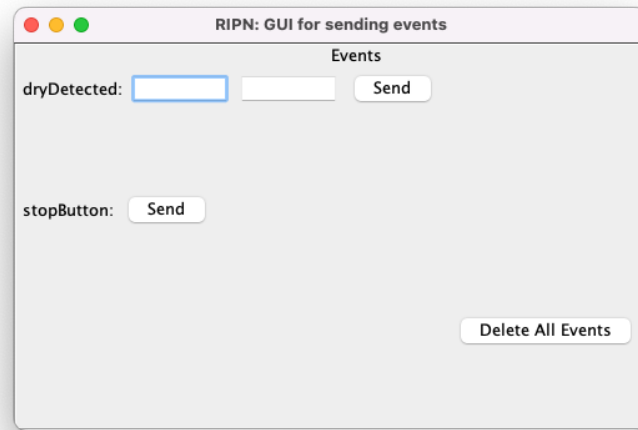 RIPN: GUI for sending events
Events
dryDetected: Send
stopButton: Send
Delete All Events